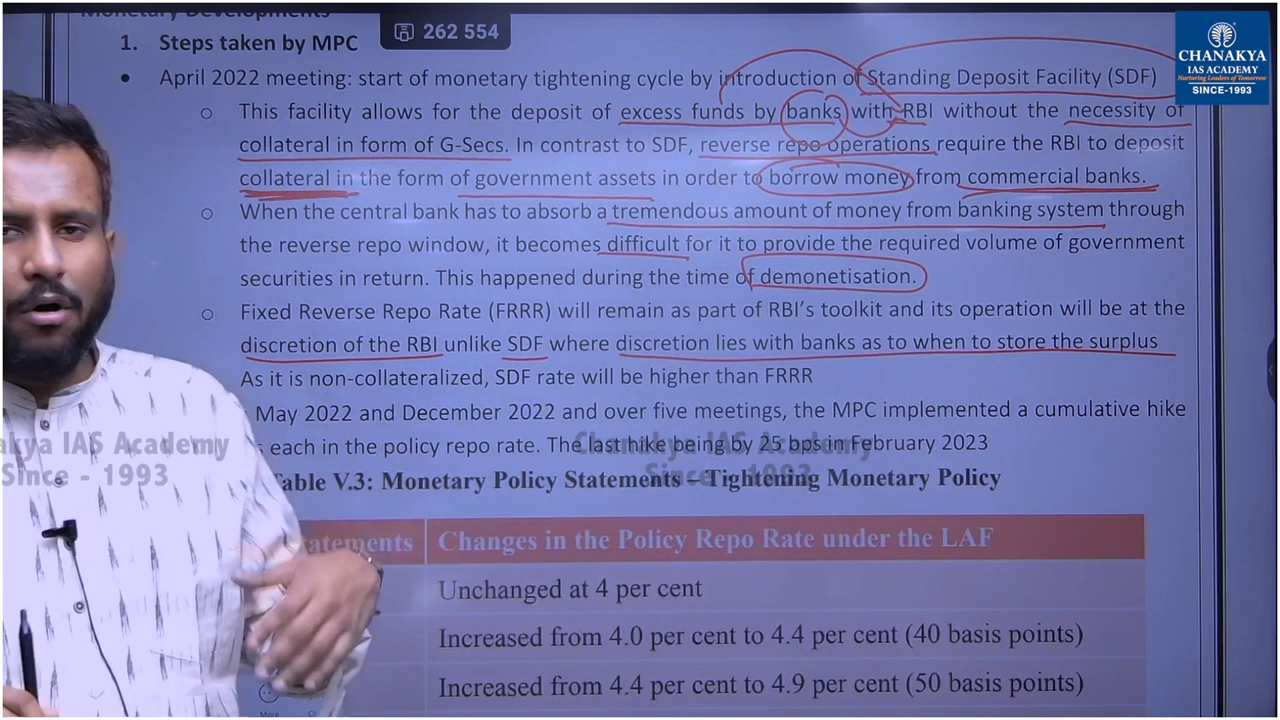 Monetary Developments
262 554
1. Steps taken by MPC
CHANAKYA
IAS ACADEMY
Nurturing Leaders of Tomorrow
SINCE-1993
• April 2022 meeting: start of monetary tightening cycle by introduction of Standing Deposit Facility (SDF)
o This facility allows for the deposit of excess funds by banks with RBI without the necessity of
collateral in form of G-Secs. In contrast to SDF, reverse repo operations require the RBI to deposit
collateral in the form of government assets in order to borrow money from commercial banks.
o When the central bank has to absorb a tremendous amount of money from banking system through
the reverse repo window, it becomes difficult for it to provide the required volume of government
securities in return. This happened during the time of demonetisation.
o Fixed Reverse Repo Rate (FRRR) will remain as part of RBI's toolkit and its operation will be at the
discretion of the RBI unlike SDF where discretion lies with banks as to when to store the surplus
As it is non-collateralized, SDF rate will be higher than FRRR
May 2022 and December 2022 and over five meetings, the MPC implemented a cumulative hike
each in the policy repo rate. The last hike being by 25 bps in February 2023
nakya IAS Academy
Since - 1993
Chanakya IAS Academy
Since - 1993
Table V.3: Monetary Policy Statements – Tightening Monetary Policy
Statements Changes in the Policy Repo Rate under the LAF
Unchanged at 4 per cent
Increased from 4.0 per cent to 4.4 per cent (40 basis points)
Increased from 4.4 per cent to 4.9 per cent (50 basis points)
More